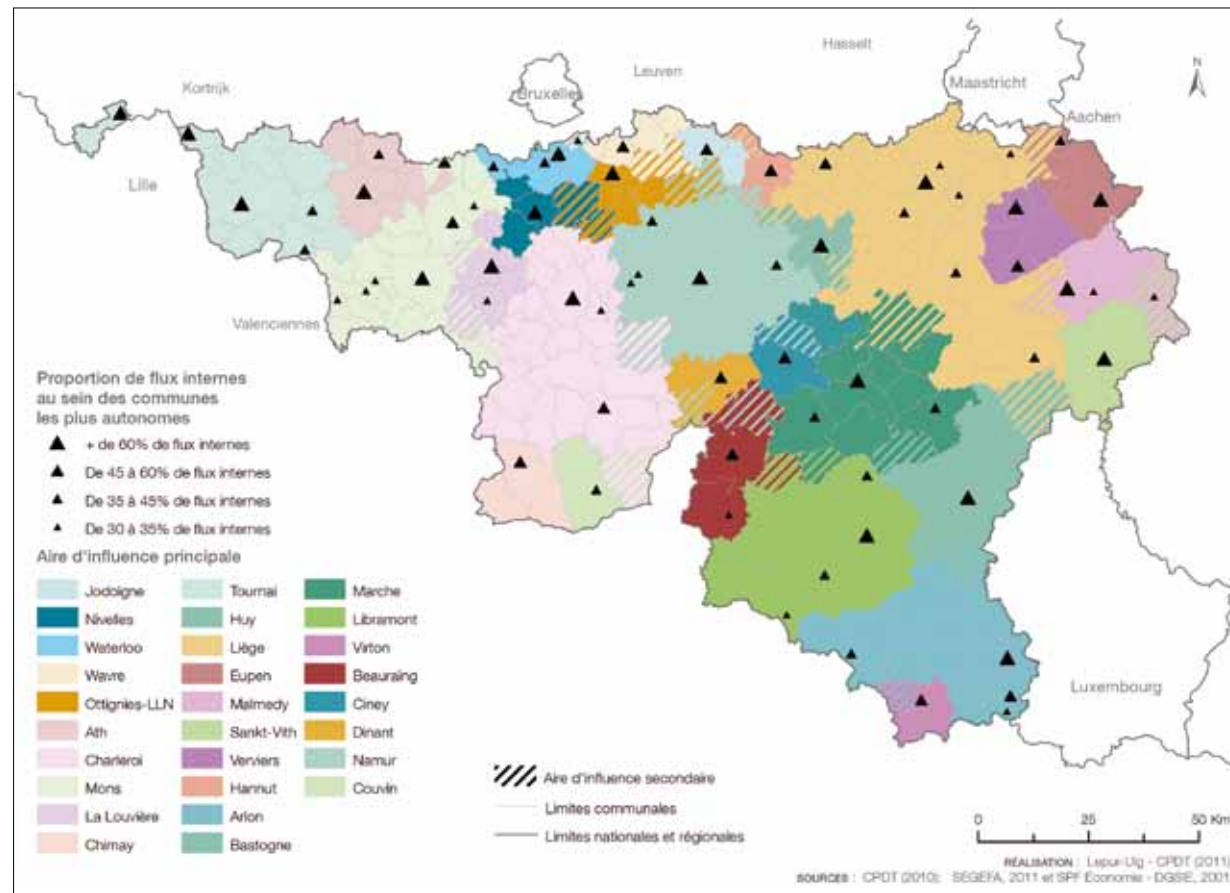 Hasselt
Maastricht
N
Kortrijk
Leuven
Bruxelles
Aachen
Lille
Valenciennes
Luxembourg
Proportion de flux internes
au sein des communes
les plus autonomes
+ de 60% de flux internes
De 45 à 60% de flux internes
De 35 à 45% de flux internes
De 30 à 35% de flux internes
Aire d'influence principale
Jodoigne
Nivelles
Waterloo
Wavre
Ottignies-LLN
Ath
Charleroi
Mons
La Louvière
Chimay
Tournai
Huy
Liège
Eupen
Malmedy
Sankt-Vith
Verviers
Hannut
Arlon
Bastogne
Marche
Libramont
Virton
Beauraing
Ciney
Dinant
Namur
Couvin
Aire d'influence secondaire
Limites communales
Limites nationales et régionales
0 25 50 Km
RÉALISATION : Lepur-Ulg - CPDT (2011)
SOURCES : CPDT (2010); SEGEFA, 2011 et SPF Economie - DGSIE, 2001